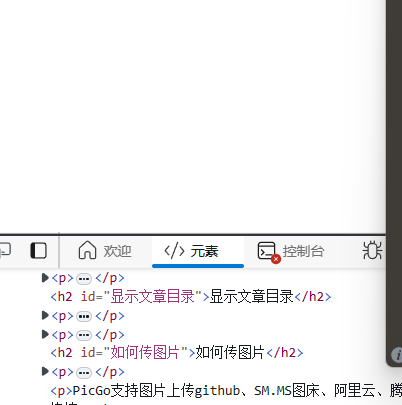 欢迎 元素 控制台
<p>…</p>
<h2 id="显示文章目录">显示文章目录</h2>
<p>…</p>
<p>…</p>
<h2 id="如何传图片">如何传图片</h2>
<p>…</p>
<p>PicGo支持图片上传github、SM.MS图床、阿里云、腾